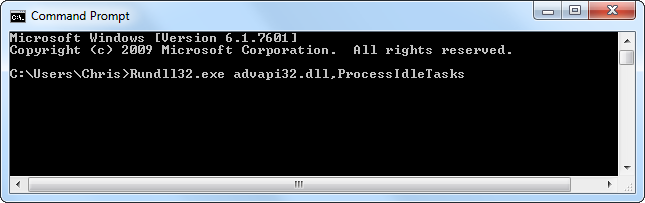 Command Prompt
Microsoft Windows [Version 6.1.7601]
Copyright (c) 2009 Microsoft Corporation.  All rights reserved.
C:\Users\Chris>Rundll32.exe advapi32.dll,ProcessIdleTasks